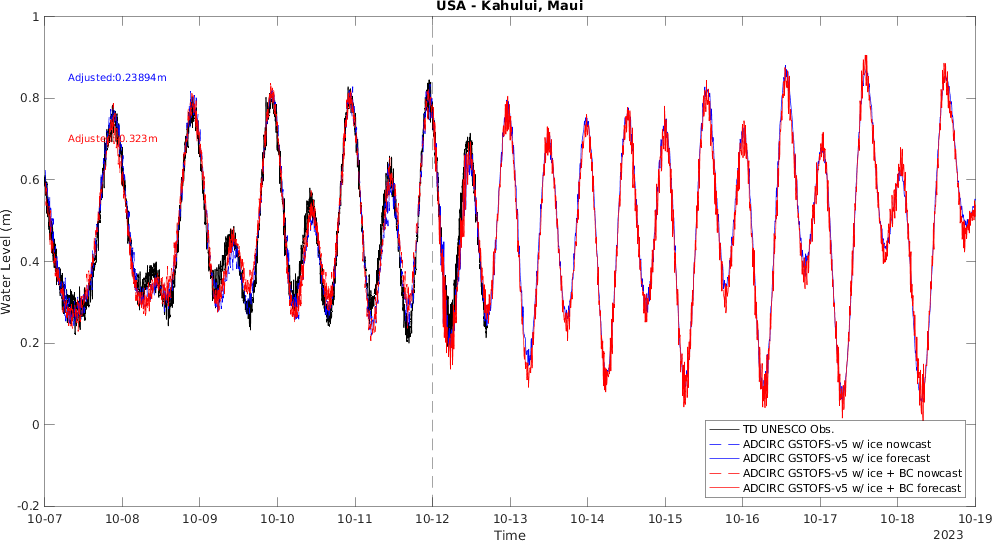 USA - Kahului, Maui
1
0.8
0.6
0.4
0.2
0
-0.2
Water Level (m)
Adjusted:0.23894m
Adjusted:0.323m
TD UNESCO Obs.
ADCIRC GSTOFS-v5 w/ ice nowcast
ADCIRC GSTOFS-v5 w/ ice forecast
ADCIRC GSTOFS-v5 w/ ice + BC nowcast
ADCIRC GSTOFS-v5 w/ ice + BC forecast
10-07 10-08 10-09 10-10 10-11 10-12 10-13 10-14 10-15 10-16 10-17 10-18 10-19
Time
2023